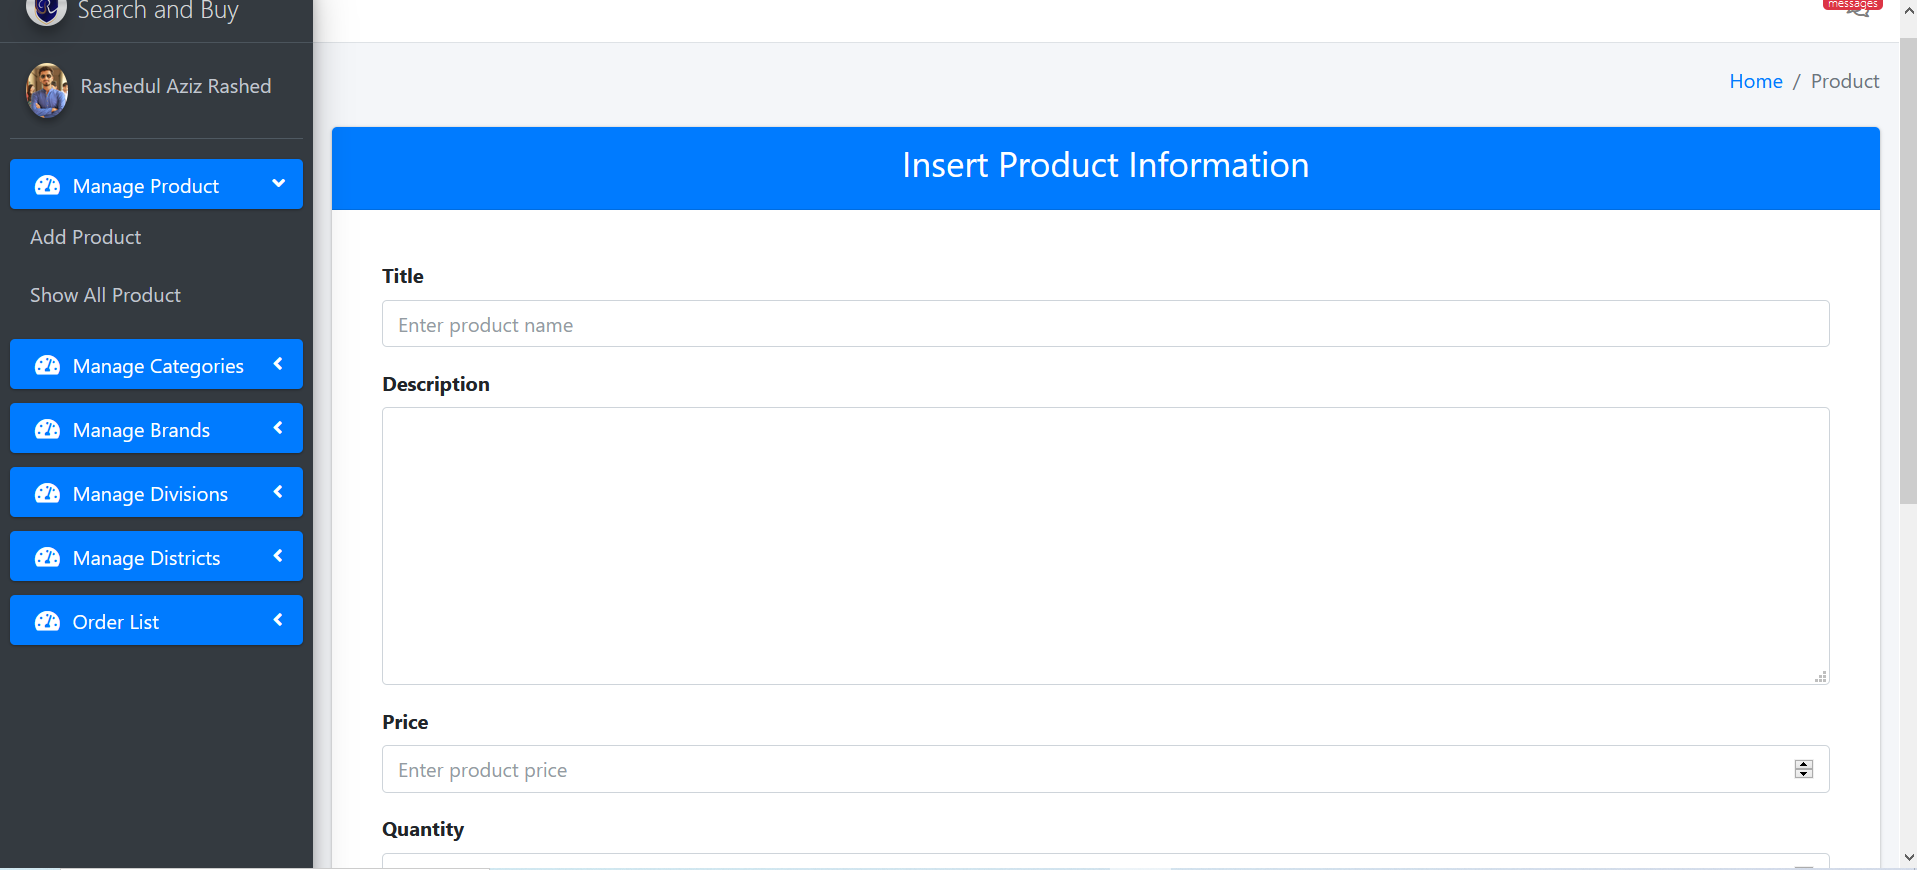 Search and Buy
messages
Rashedul Aziz Rashed
Home / Product
Manage Product
Add Product
Show All Product
Manage Categories
Manage Brands
Manage Divisions
Manage Districts
Order List
Insert Product Information
Title
Enter product name
Description
Price
Enter product price
Quantity